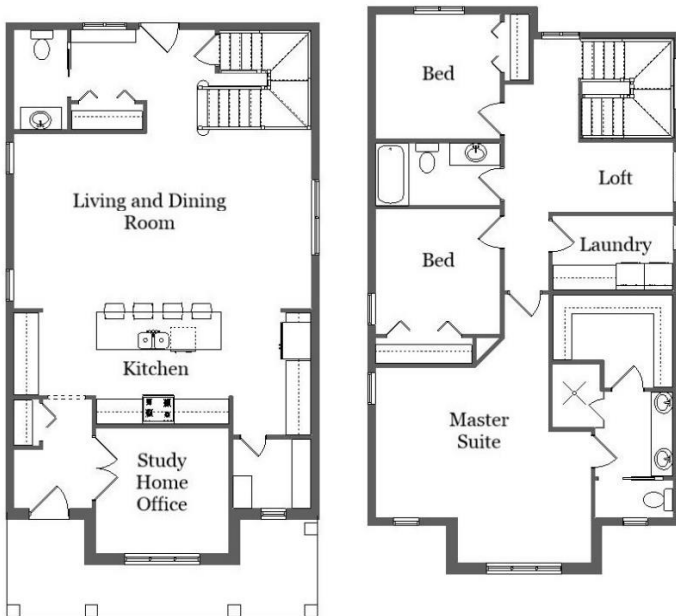 Living and Dining
Room
Kitchen
Study
Home
Office
Bed
Loft
Bed
Laundry
Master
Suite